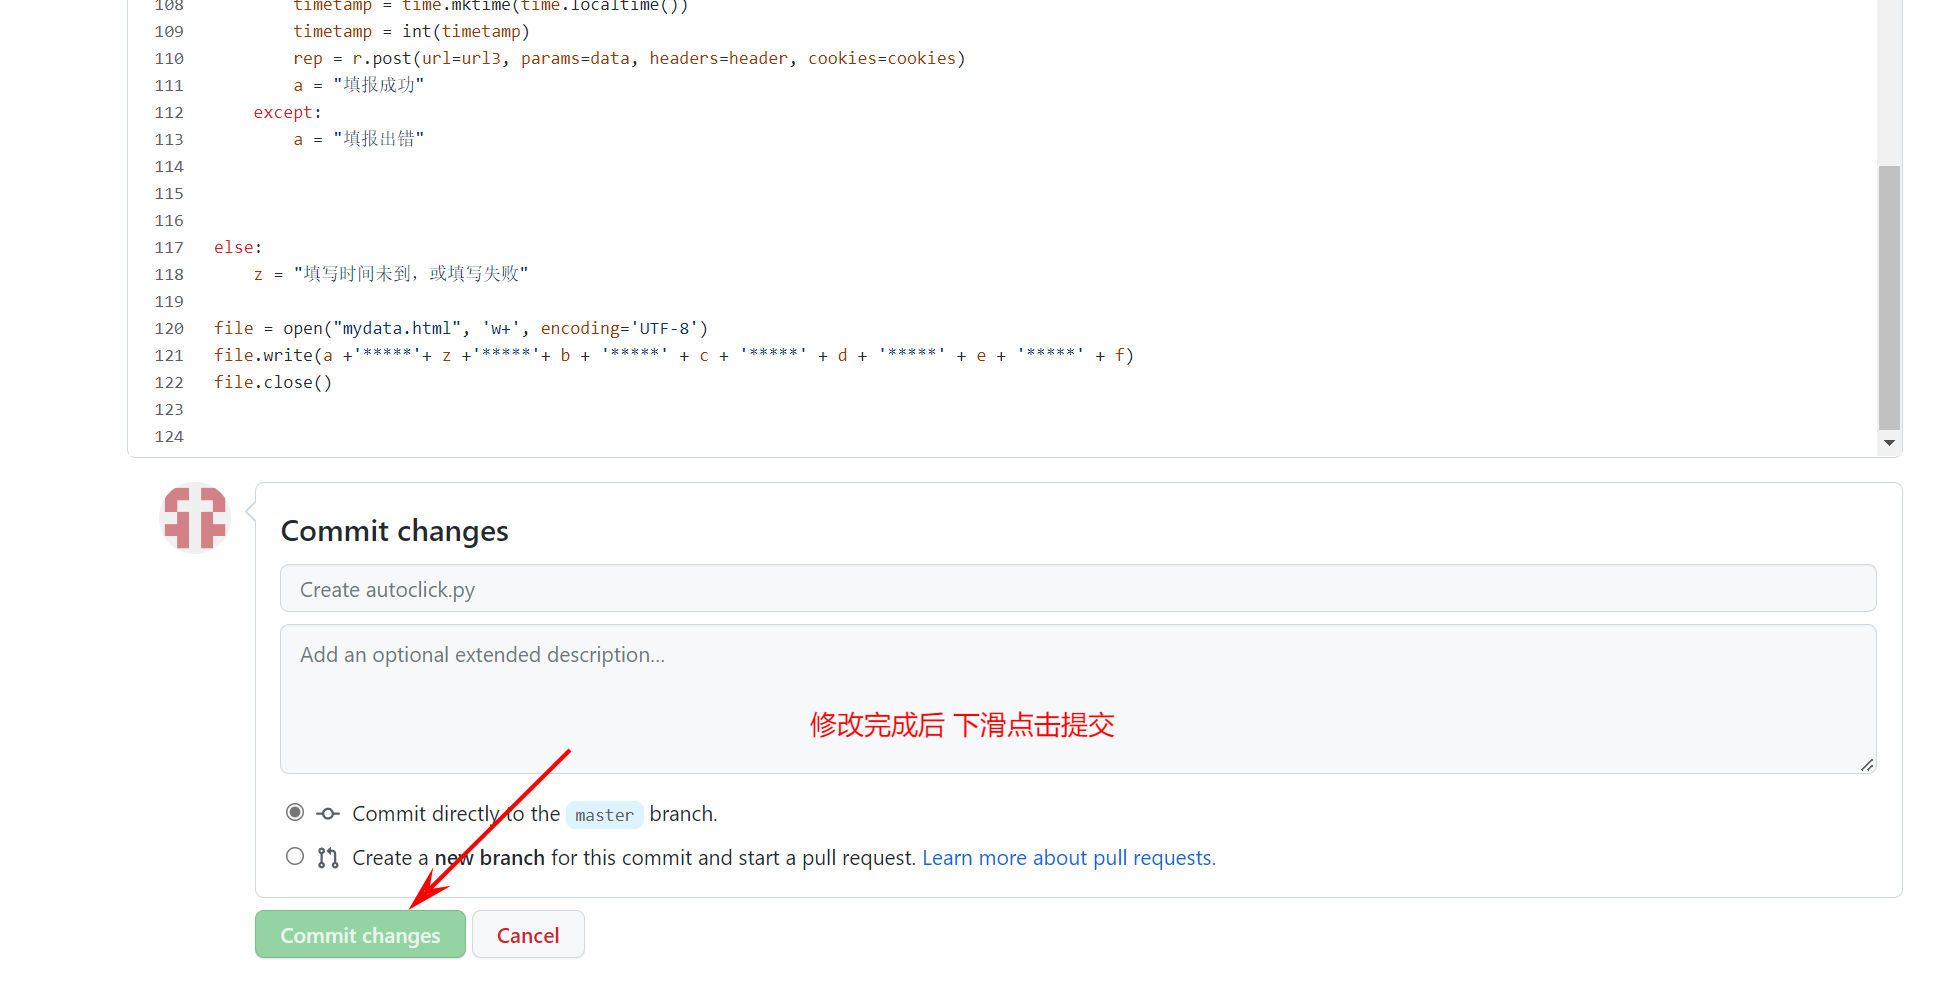 108 timetamp = time.mktime(time.localtime())
109 timetamp = int(timetamp)
110 rep = r.post(url=url3, params=data, headers=header, cookies=cookies)
111 a = "填报成功"
112 except:
113 a = "填报出错"
114
115
116
117 else:
118 z = "填写时间未到，或填写失败"
119
120 file = open("mydata.html", 'w+', encoding='UTF-8')
121 file.write(a +'*****'+ z +'*****'+ b + '*****' + c + '*****' + d + '*****' + e + '*****' + f)
122 file.close()
123
124
Commit changes
Create autoclick.py
Add an optional extended description...
修改完成后 下滑点击提交
Commit directly to the master branch.
Create a new branch for this commit and start a pull request. Learn more about pull requests.
Commit changes Cancel